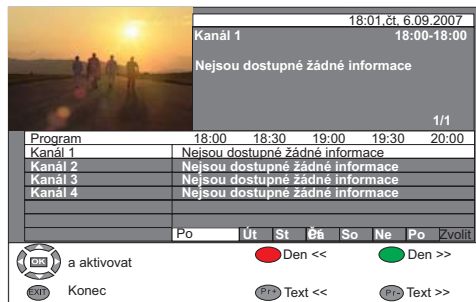 18:01,čt, 6.09.2007
Kanál 1 18:00-18:00
Nejsou dostupné žádné informace
1/1
Program 18:00 18:30 19:00 19:30 20:00
Kanál 1 Nejsou dostupné žádné informace
Kanál 2 Nejsou dostupné žádné informace
Kanál 3 Nejsou dostupné žádné informace
Kanál 4 Nejsou dostupné žádné informace
Po Út St So Ne Po Zvolit
OK a aktivovat Den << Den >>
EXIT Konec Pr+ Text << Pr- Text >>